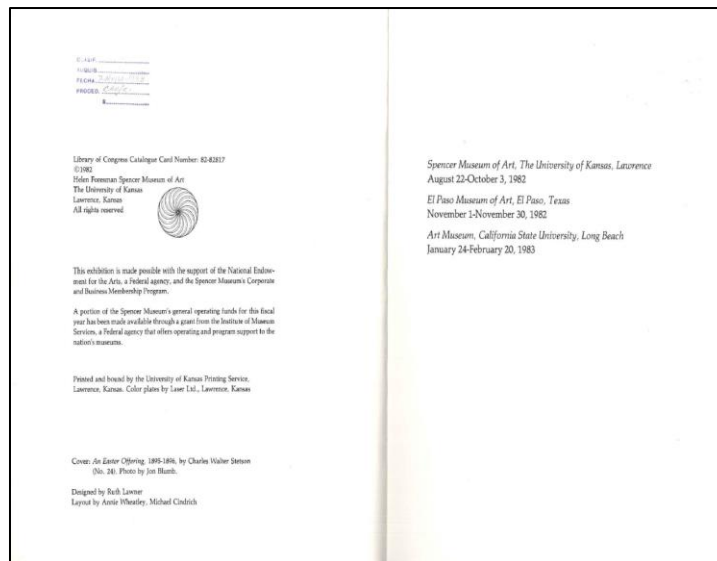 CLASIF.
ADQUIS.
FECHA
PROCED.
$
Library of Congress Catalogue Card Number: 82-82817
©1982
Helen Foresman Spencer Museum of Art
The University of Kansas
Lawrence, Kansas
All rights reserved
This exhibition is made possible with the support of the National Endow-
ment for the Arts, a Federal agency, and the Spencer Museum's Corporate
and Business Membership Program.
A portion of the Spencer Museum's general operating funds for this fiscal
year has been made available through a grant from the Institute of Museum
Services, a Federal agency that offers operating and program support to the
nation's museums.
Printed and bound by the University of Kansas Printing Service,
Lawrence, Kansas. Color plates by Laser Ltd., Lawrence, Kansas
Cover: An Easter Offering, 1895-1896, by Charles Walter Stetson
(No. 24). Photo by Jon Blumb.
Designed by Ruth Lawner
Layout by Annie Wheatley, Michael Cindrich
Spencer Museum of Art, The University of Kansas, Lawrence
August 22-October 3, 1982
El Paso Museum of Art, El Paso, Texas
November 1-November 30, 1982
Art Museum, California State University, Long Beach
January 24-February 20, 1983